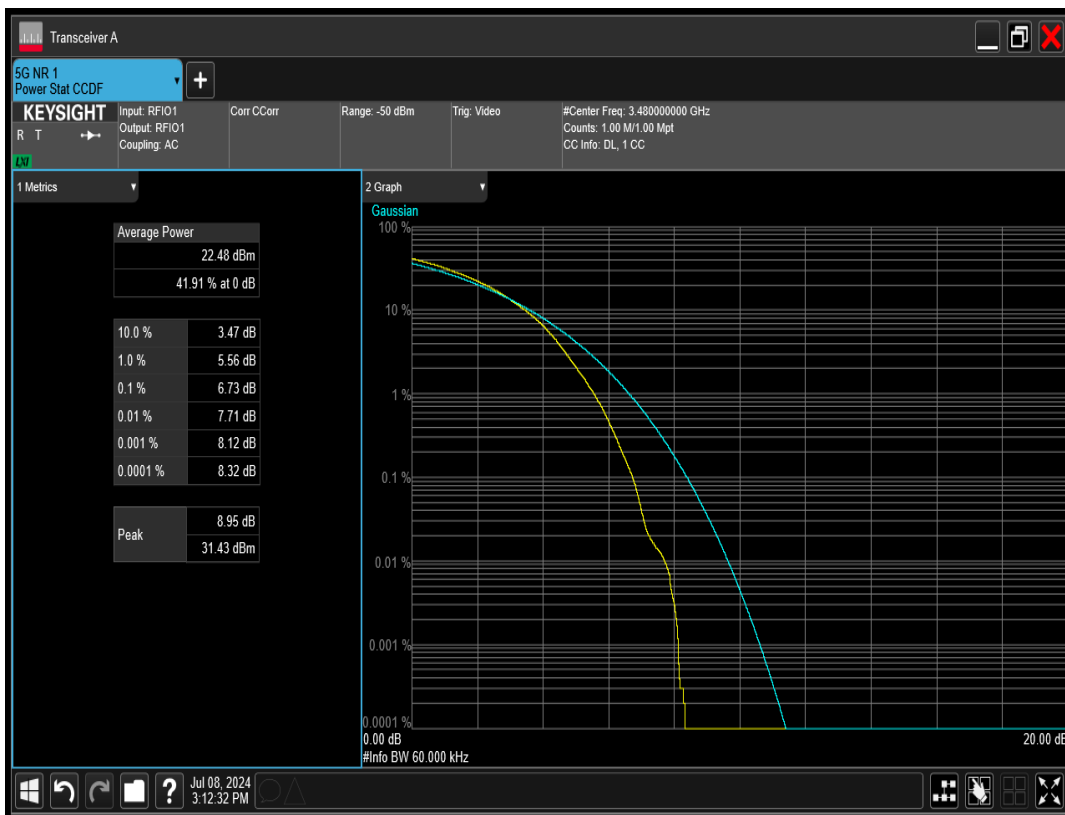 Transceiver A
5G NR 1
Power Stat CCDF
+
KEYSIGHT
R T
LXI
Input: RFIO1
Output: RFIO1
Coupling: AC
Corr CCorr
Range: -50 dBm
Trig: Video
#Center Freq: 3.480000000 GHz
Counts: 1.00 M/1.00 Mpt
CC Info: DL, 1 CC
1 Metrics
Average Power
22.48 dBm
41.91 % at 0 dB
10.0 % 3.47 dB
1.0 % 5.56 dB
0.1 % 6.73 dB
0.01 % 7.71 dB
0.001 % 8.12 dB
0.0001 % 8.32 dB
Peak
8.95 dB
31.43 dBm
2 Graph
Gaussian
100 %
10 %
1 %
0.1 %
0.01 %
0.001 %
0.0001 %
0.00 dB 20.00 dB
#Info BW 60.000 kHz
?
Jul 08, 2024
3:12:32 PM